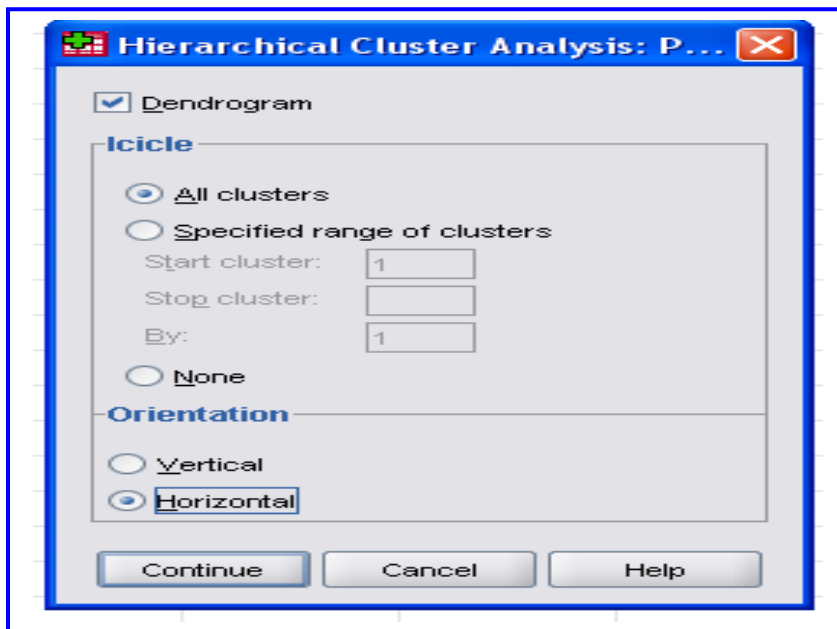 Hierarchical Cluster Analysis: P...
Dendrogram
Icicle
All clusters
Specified range of clusters
Start cluster: 1
Stop cluster:
By: 1
None
Orientation
Vertical
Horizontal
Continue Cancel Help